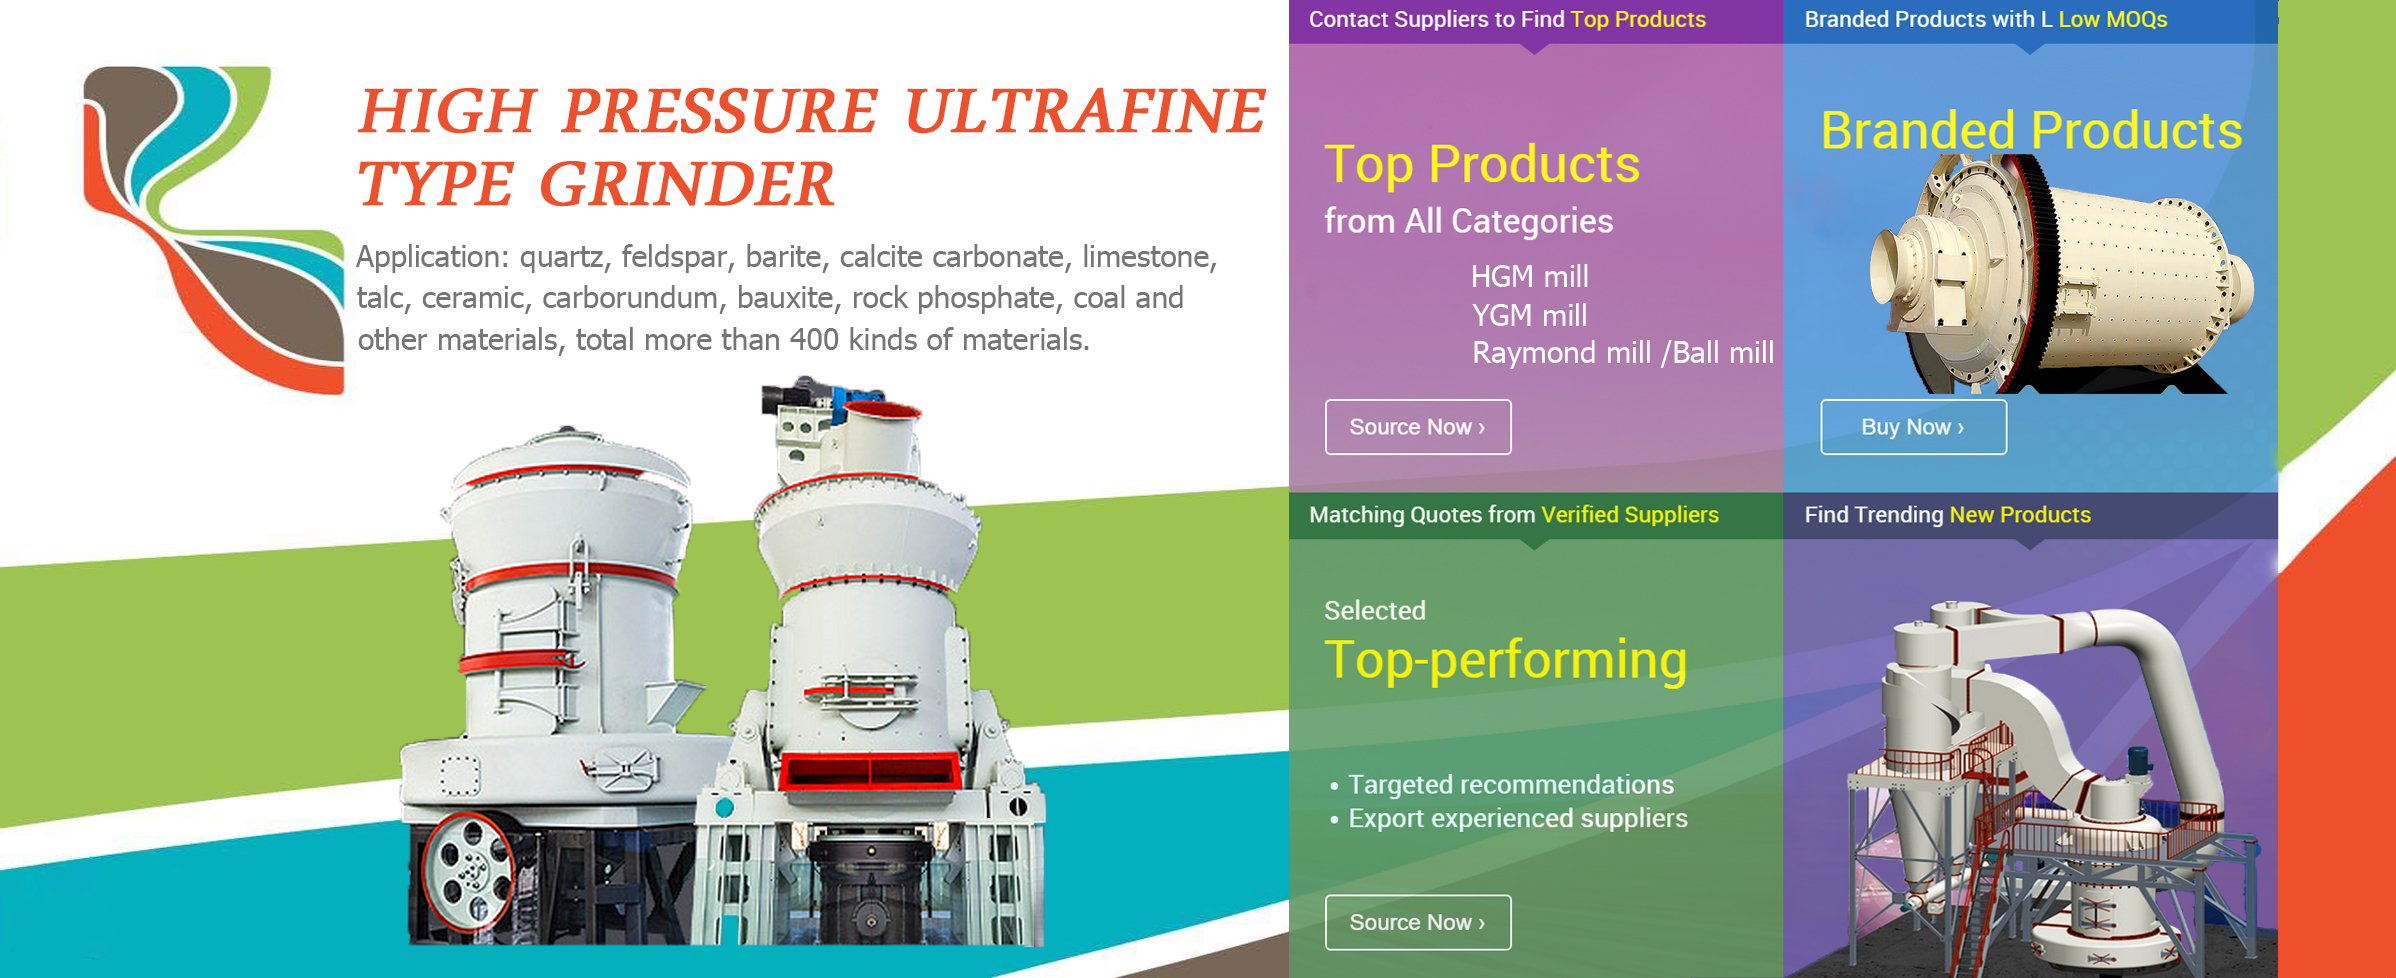 HIGH PRESSURE ULTRAFINE
TYPE GRINDER
Application: quartz, feldspar, barite, calcite carbonate, limestone,
talc, ceramic, carborundum, bauxite, rock phosphate, coal and
other materials, total more than 400 kinds of materials.
Contact Suppliers to Find Top Products
Top Products
from All Categories
HGM mill
YGM mill
Raymond mill /Ball mill
Source Now ›
Branded Products with L Low MOQs
Branded Products
Buy Now ›
Matching Quotes from Verified Suppliers
Selected
Top-performing
• Targeted recommendations
• Export experienced suppliers
Source Now ›
Find Trending New Products